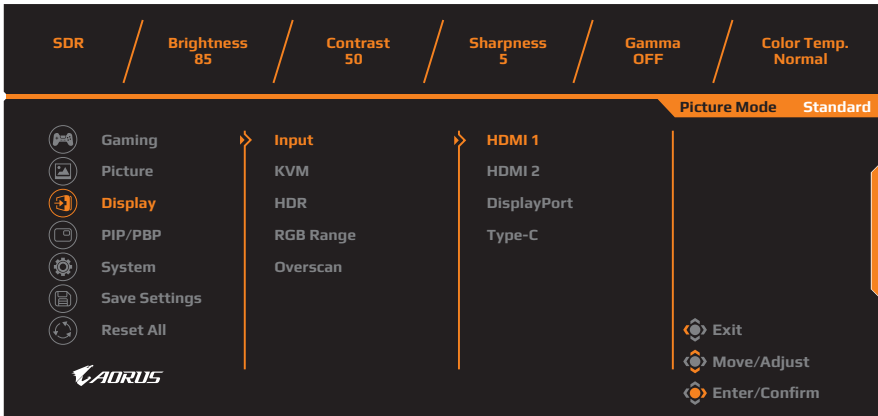 SDR
Brightness
85
Contrast
50
Sharpness
5
Gamma
OFF
Color Temp.
Normal
Picture Mode Standard
Gaming
Picture
Display
PIP/PBP
System
Save Settings
Reset All
Input
KVM
HDR
RGB Range
Overscan
HDMI 1
HDMI 2
DisplayPort
Type-C
Exit
Move/Adjust
Enter/Confirm
AORUS